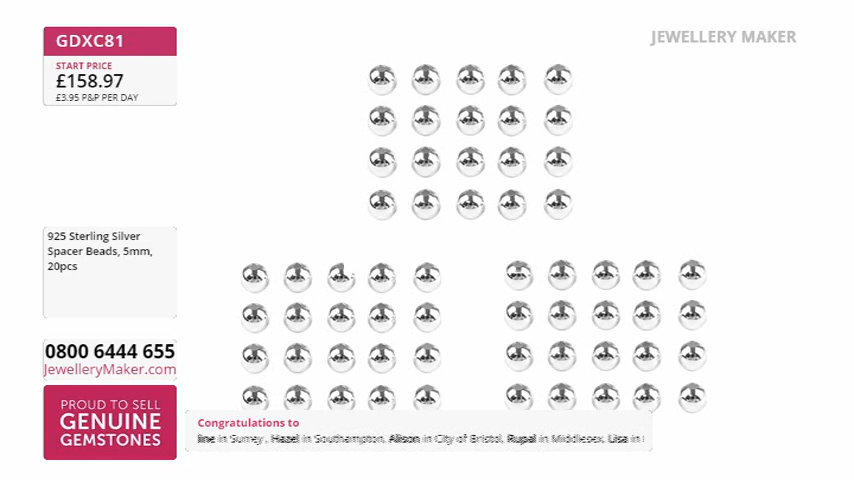 GDXC81
START PRICE
£158.97
£3.95 P&P PER DAY
JEWELLERY MAKER
925 Sterling Silver
Spacer Beads, 5mm,
20pcs
0800 6444 655
JewelleryMaker.com
PROUD TO SELL
GENUINE
GEMSTONES
Congratulations to
line in Surrey, Hazel in Southampton, Alison in City of Bristol, Rupal in Middlesex, Lisa in